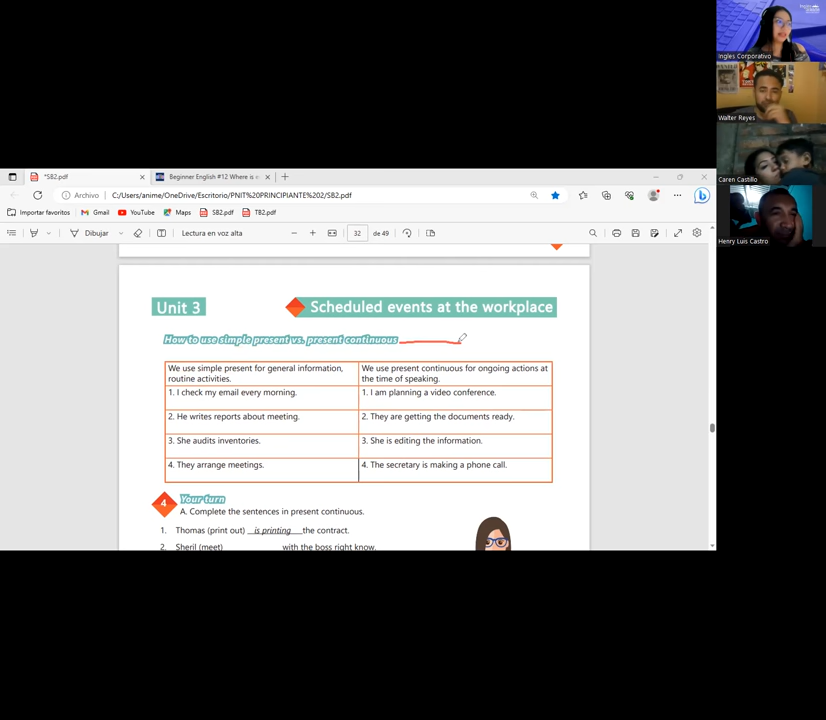 Ingles Corporativo
Walter Reyes
Caren Castillo
Henry Luis Castro
*SB2.pdf
Beginner English #12 Where is
Archivo
C:/Users/anime/OneDrive/Escritorio/PNIT%20PRINCIPIANTE%202/SB2.pdf
Importar favoritos
Gmail
YouTube
Maps
SB2.pdf
TB2.pdf
Dibujar
Lectura en voz alta
32
de 49
Unit 3
Scheduled events at the workplace
How to use simple present vs. present continuous
We use simple present for general information,
routine activities.
We use present continuous for ongoing actions at
the time of speaking.
1. I check my email every morning.
1. I am planning a video conference.
2. He writes reports about meeting.
2. They are getting the documents ready.
3. She audits inventories.
3. She is editing the information.
4. They arrange meetings.
4. The secretary is making a phone call.
4
Your turn
A. Complete the sentences in present continuous.
1. Thomas (print out) __is printing___the contract.
2. Sheril (meet) ____________ with the boss right know.